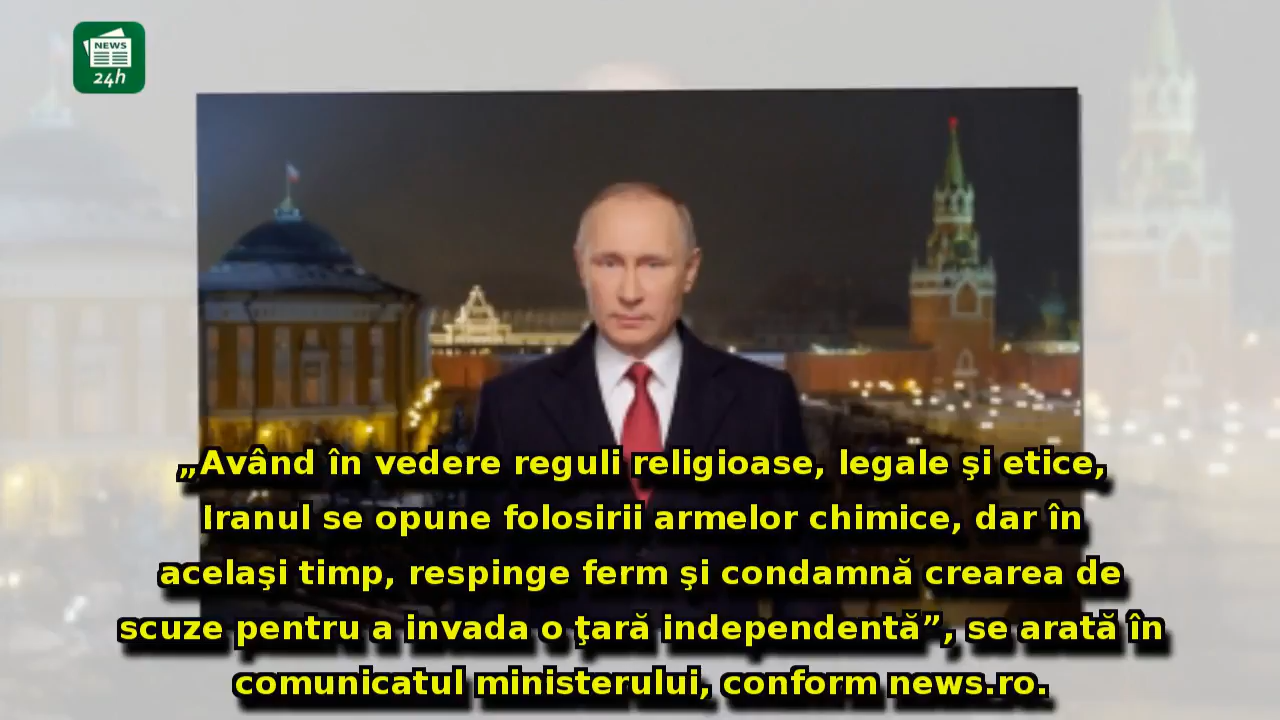 NEWS
24h
„Având în vedere reguli religioase, legale şi etice,
Iranul se opune folosirii armelor chimice, dar în
acelaşi timp, respinge ferm şi condamnă crearea de
scuze pentru a invada o ţară independentă”, se arată în
comunicatul ministerului, conform news.ro.